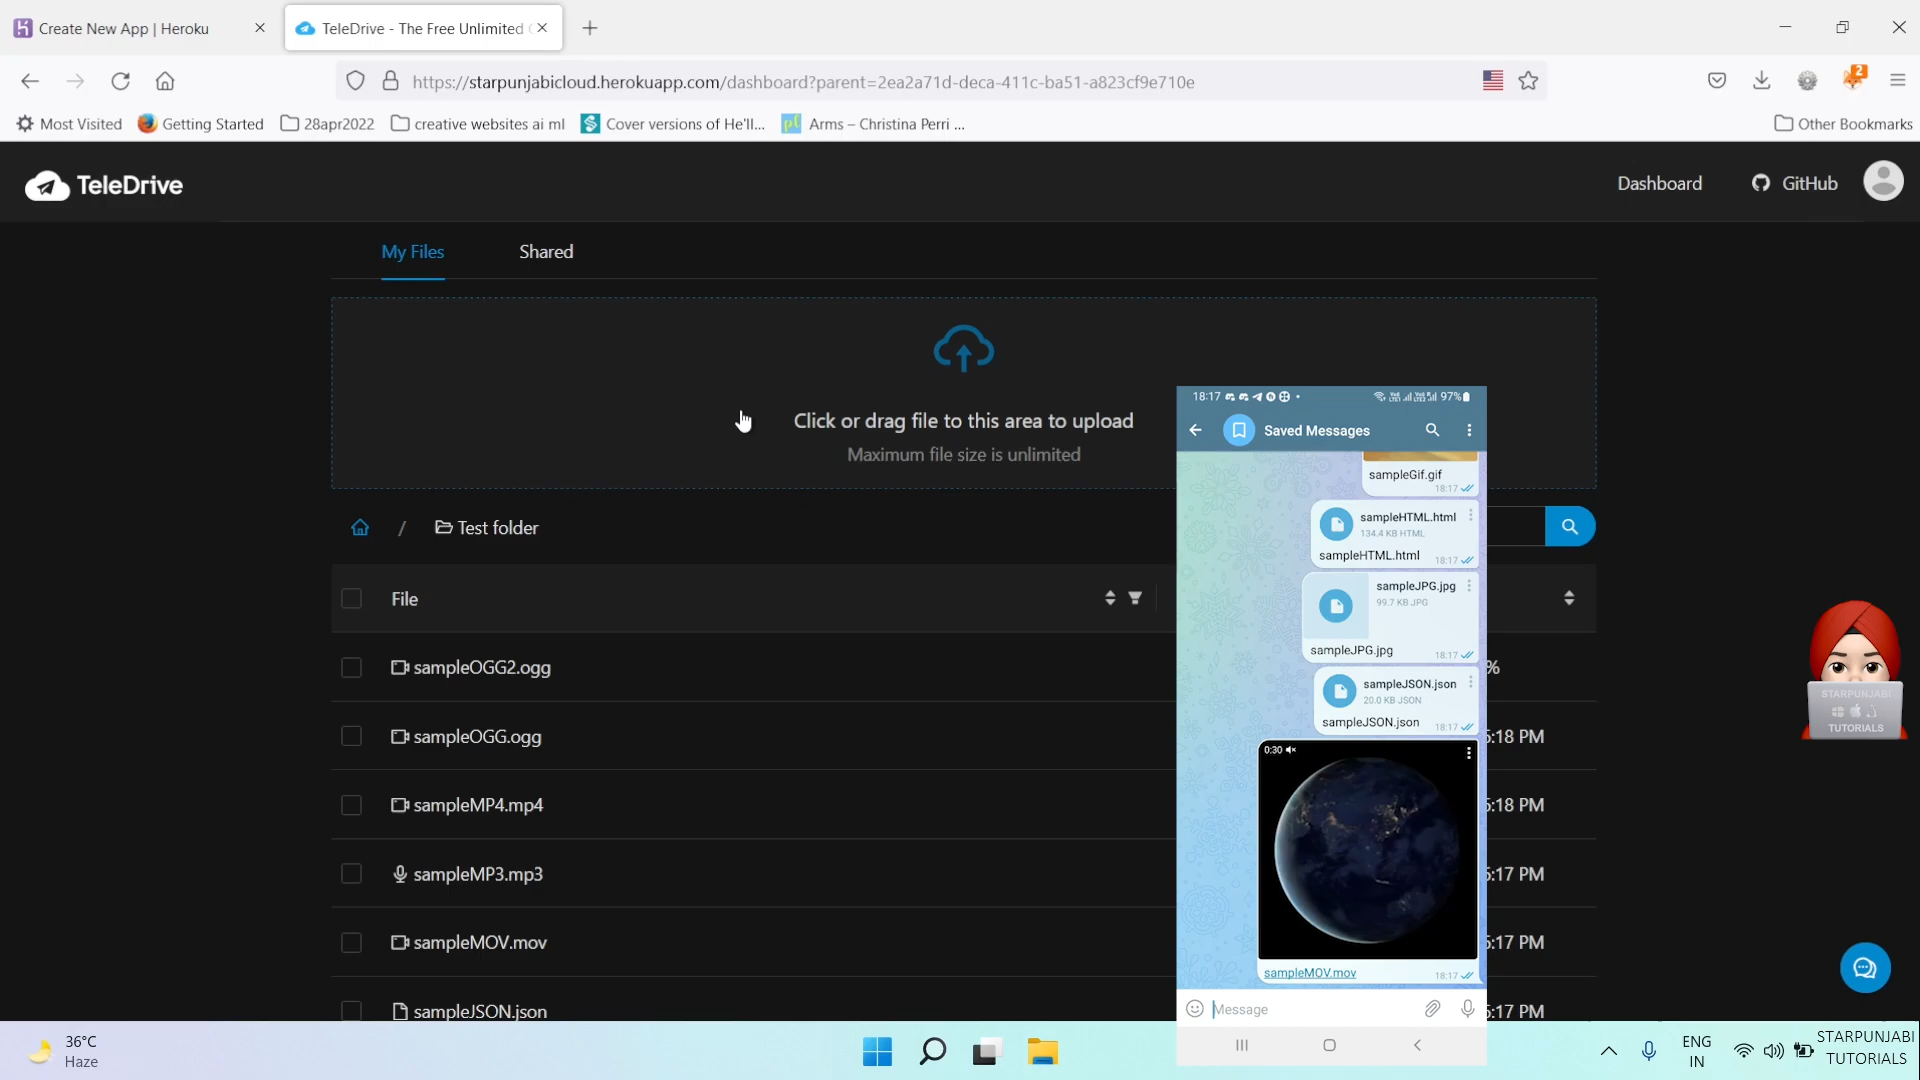 Create New App | Heroku
TeleDrive - The Free Unlimited
https://starpunjabicloud.herokuapp.com/dashboard?parent=2ea2a71d-deca-411c-ba51-a823cf9e710e
2
Most Visited
Getting Started
28apr2022
creative websites ai ml
Cover versions of He'll...
Arms – Christina Perri ...
Other Bookmarks
TeleDrive
Dashboard
GitHub
My Files
Shared
Click or drag file to this area to upload
Maximum file size is unlimited
/
Test folder
File
sampleOGG2.ogg
%
sampleOGG.ogg
5:18 PM
sampleMP4.mp4
5:18 PM
sampleMP3.mp3
5:17 PM
sampleMOV.mov
5:17 PM
sampleJSON.json
5:17 PM
18:17
97%
Saved Messages
sampleGif.gif
18:17
sampleHTML.html
134.4 KB HTML
sampleHTML.html
18:17
sampleJPG.jpg
99.7 KB JPG
sampleJPG.jpg
18:17
sampleJSON.json
20.0 KB JSON
sampleJSON.json
18:17
0:30
sampleMOV.mov
18:17
Message
STARPUNJABI
TUTORIALS
36°C
Haze
ENG
IN
STARPUNJABI
TUTORIALS